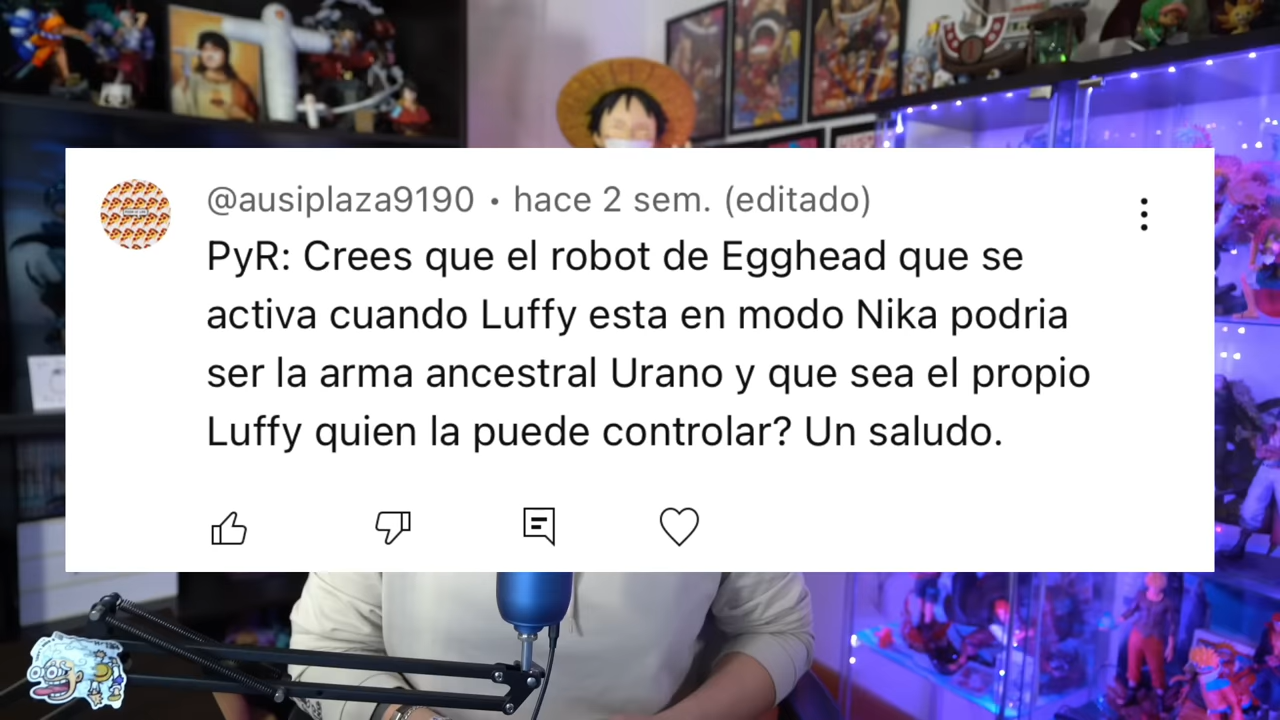 @ausiplaza9190 • hace 2 sem. (editado)
PyR: Crees que el robot de Egghead que se
activa cuando Luffy esta en modo Nika podria
ser la arma ancestral Urano y que sea el propio
Luffy quien la puede controlar? Un saludo.